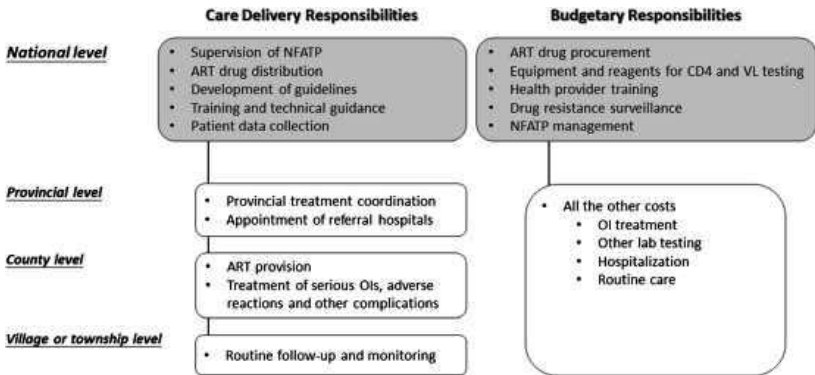 Care Delivery Responsibilities
Budgetary Responsibilities
National level
• Supervision of NFATP
• ART drug distribution
• Development of guidelines
• Training and technical guidance
• Patient data collection
• ART drug procurement
• Equipment and reagents for CD4 and VL testing
• Health provider training
• Drug resistance surveillance
• NFATP management
Provincial level
• Provincial treatment coordination
• Appointment of referral hospitals
• All the other costs
• OI treatment
• Other lab testing
• Hospitalization
• Routine care
County level
• ART provision
• Treatment of serious OIs, adverse
reactions and other complications
Village or township level
• Routine follow-up and monitoring